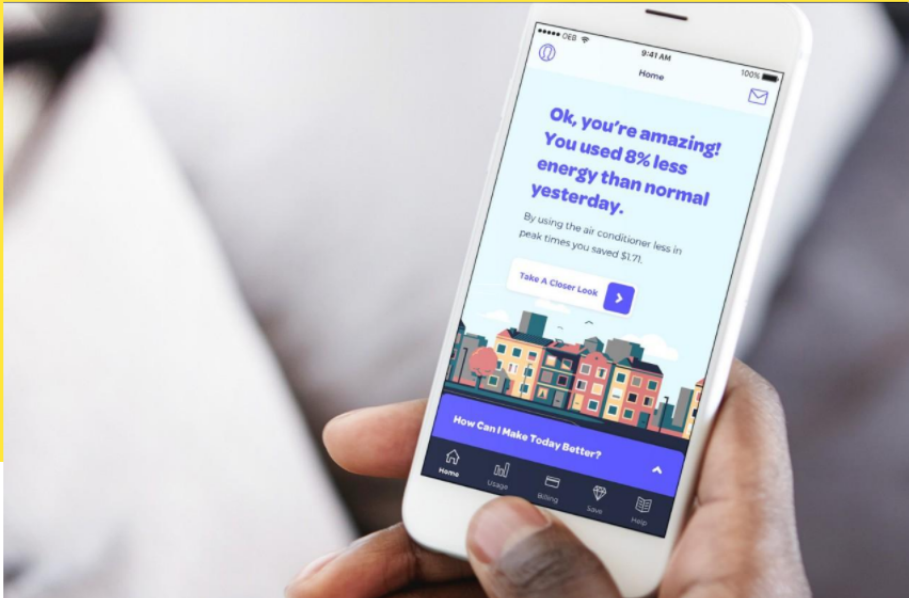 OEB
9:41 AM
100%
Home
Ok, you're amazing!
You used 8% less
energy than normal
yesterday.
By using the air conditioner less in
peak times you saved $1.71.
Take A Closer Look
How Can I Make Today Better?
Home
Usage
Billing
Save
Help